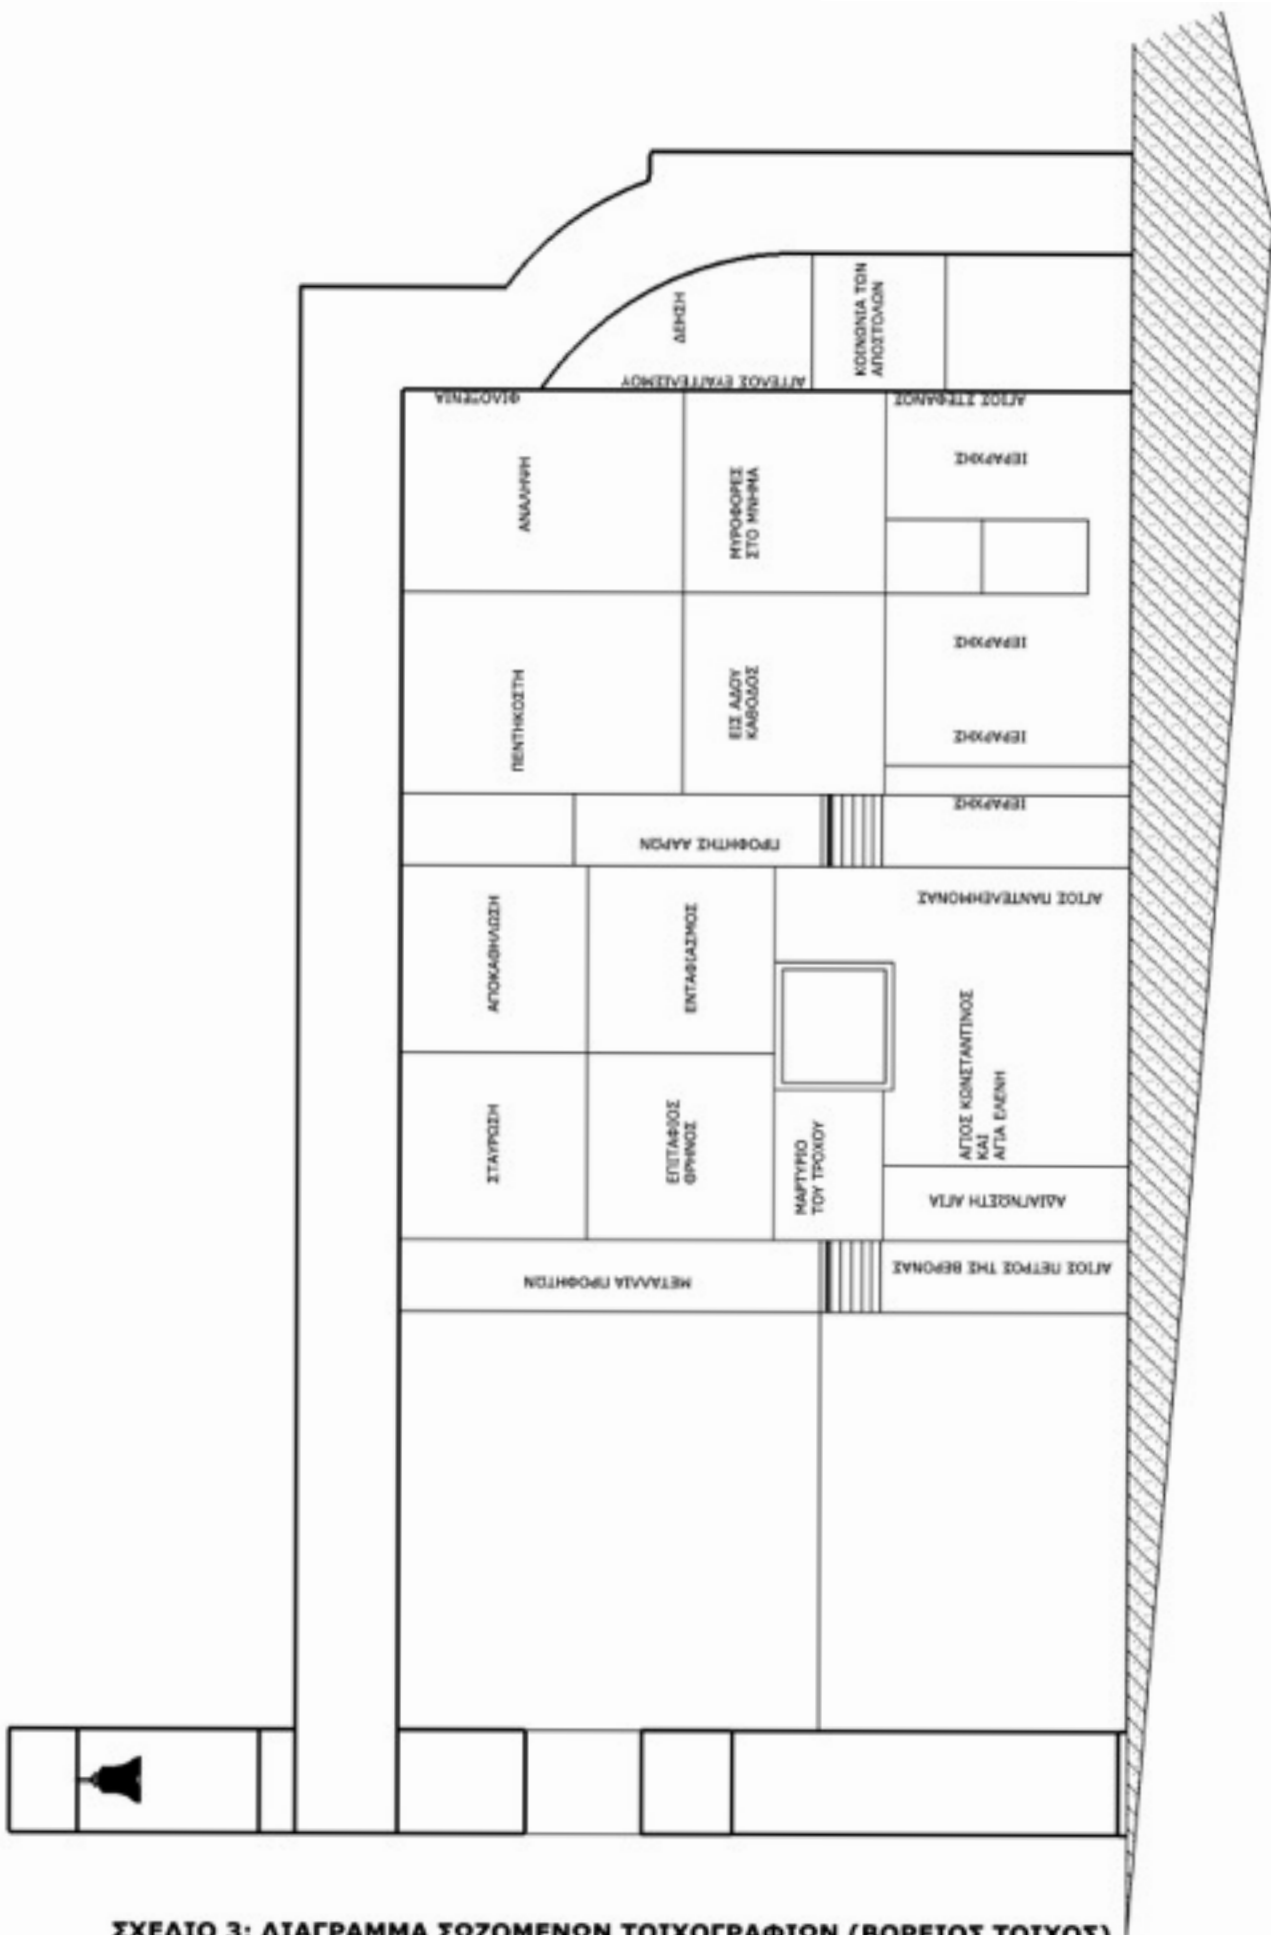 ΔΕΗΣΗ
ΚΟΙΝΩΝΙΑ ΤΩΝ
ΑΠΟΣΤΟΛΩΝ
ΑΓΓΕΛΟΣ ΕΥΑΓΓΕΛΙΣΜΟΥ
ΦΙΛΟΞΕΝΙΑ
ΑΓΙΟΣ ΣΤΕΦΑΝΟΣ
ΑΝΑΛΗΨΗ
ΜΥΡΟΦΟΡΕΣ
ΣΤΟ ΜΝΗΜΑ
ΙΕΡΑΡΧΗΣ
ΠΕΝΤΗΚΟΣΤΗ
ΕΙΣ ΑΔΟΥ
ΚΑΘΟΔΟΣ
ΙΕΡΑΡΧΗΣ
ΙΕΡΑΡΧΗΣ
ΙΕΡΑΡΧΗΣ
ΠΡΟΦΗΤΗΣ ΑΑΡΩΝ
ΑΠΟΚΑΘΗΛΩΣΗ
ΕΝΤΑΦΙΑΣΜΟΣ
ΑΓΙΟΣ ΠΑΝΤΕΛΕΗΜΟΝΑΣ
ΑΓΙΟΣ ΚΩΝΣΤΑΝΤΙΝΟΣ
ΚΑΙ
ΑΓΙΑ ΕΛΕΝΗ
ΣΤΑΥΡΩΣΗ
ΕΠΙΤΑΦΙΟΣ
ΘΡΗΝΟΣ
ΜΑΡΤΥΡΙΟ
ΤΟΥ ΤΡΟΧΟΥ
ΑΔΙΑΓΝΩΣΤΗ ΑΓΙΑ
ΜΕΤΑΛΛΙΑ ΠΡΟΦΗΤΩΝ
ΑΓΙΟΣ ΠΕΤΡΟΣ ΤΗΣ ΒΕΡΟΝΑΣ
ΣΧΕΔΙΟ 3: ΔΙΑΓΡΑΜΜΑ ΣΩΖΟΜΕΝΩΝ ΤΟΙΧΟΓΡΑΦΙΩΝ (ΒΟΡΕΙΟΣ ΤΟΙΧΟΣ)